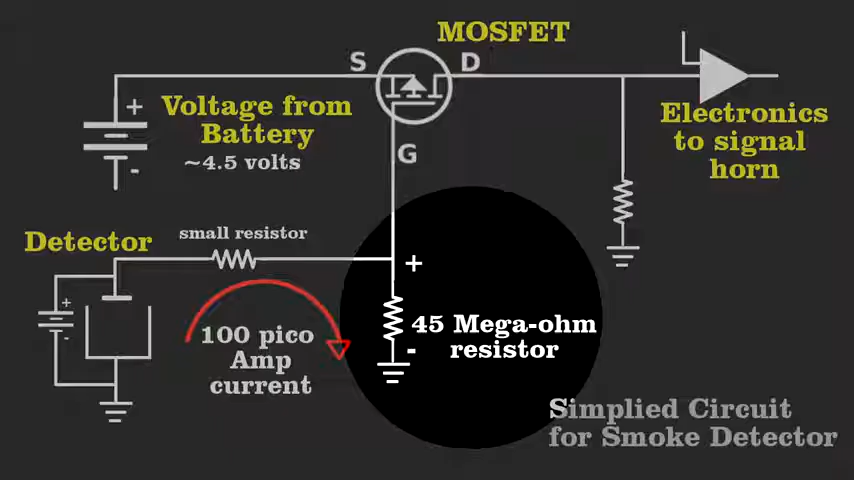 MOSFET
S
D
+
Voltage from
Battery
~4.5 volts
-
G
Electronics
to signal
horn
Detector
small resistor
+
+
-
100 pico
Amp
current
45 Mega-ohm
resistor
-
Simplied Circuit
for Smoke Detector